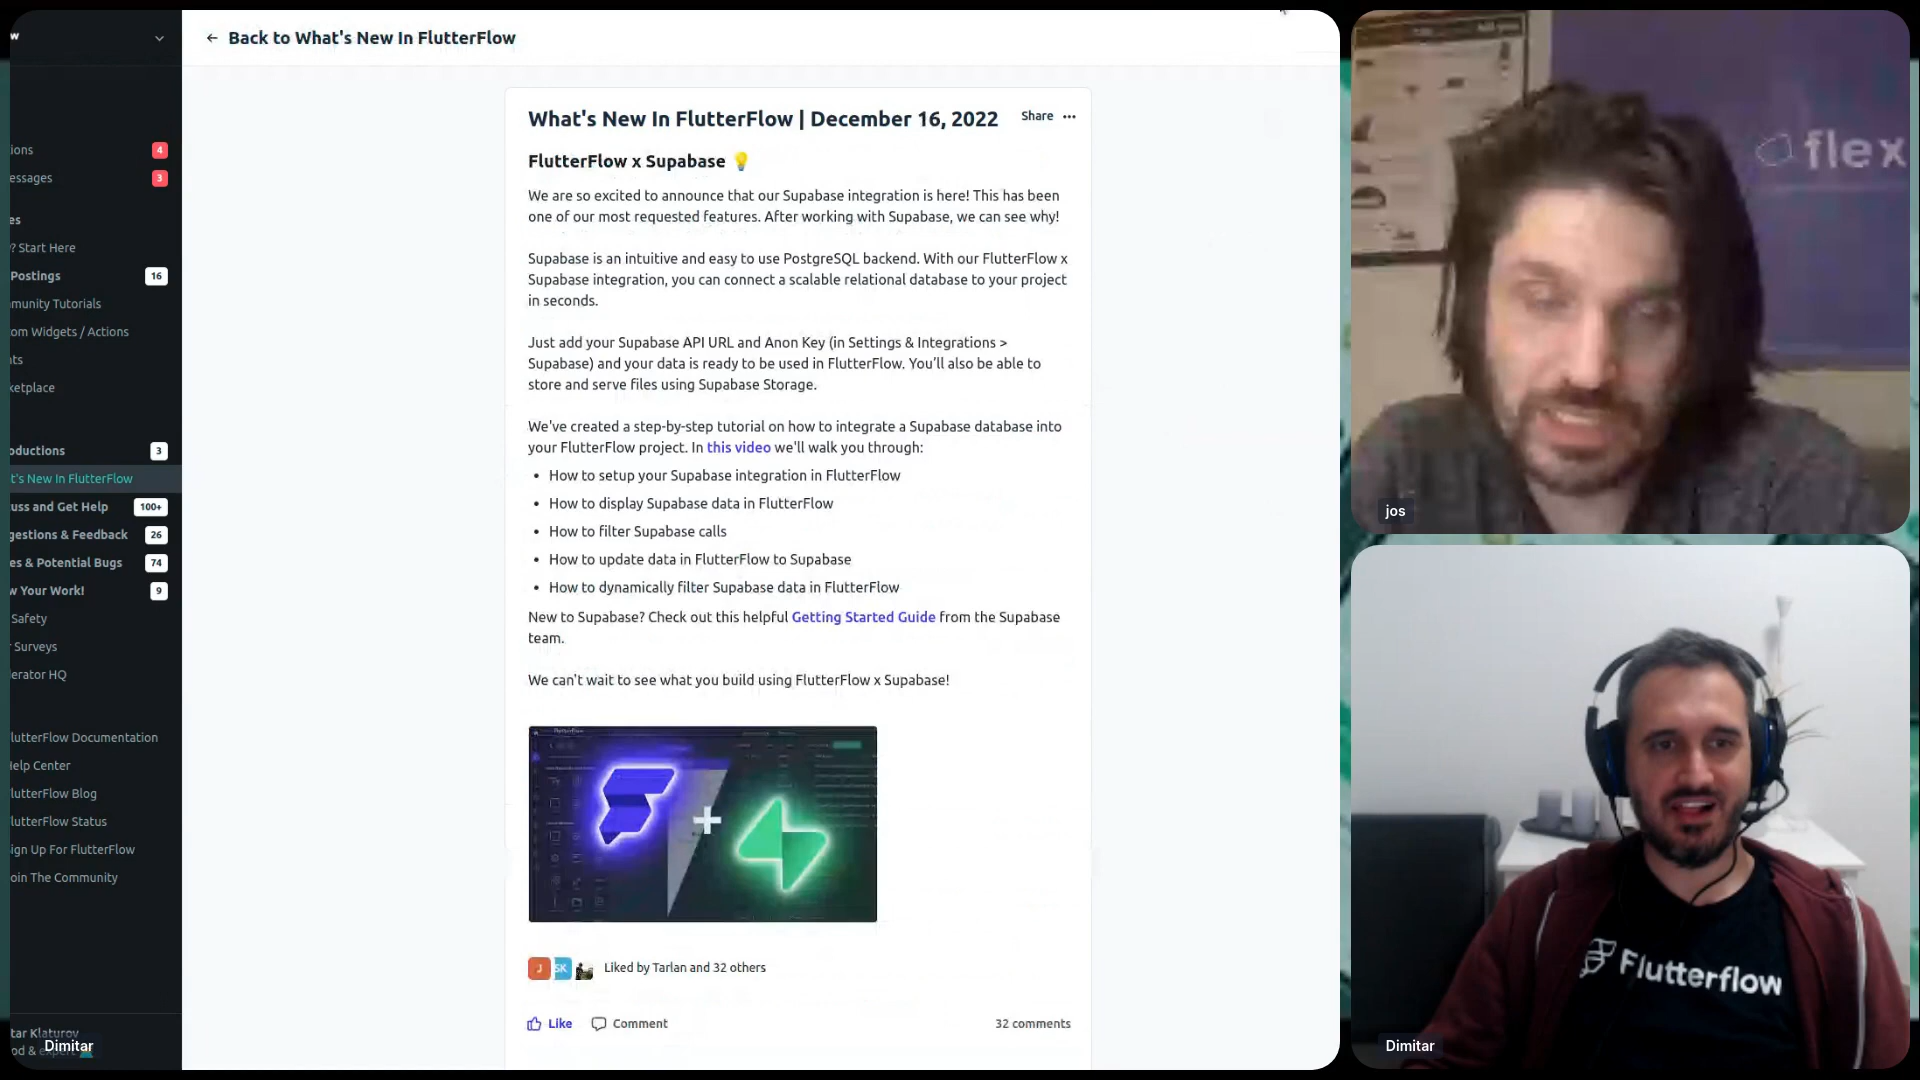 w
Back to What's New In FlutterFlow
ions 4
essages 3
es
? Start Here
Postings 16
munity Tutorials
om Widgets / Actions
ts
ketplace
oductions 3
t's New In FlutterFlow
uss and Get Help 100+
gestions & Feedback 26
es & Potential Bugs 74
w Your Work! 9
Safety
r Surveys
erator HQ
lutterFlow Documentation
Help Center
lutterFlow Blog
lutterFlow Status
ign Up For FlutterFlow
oin The Community
tar Klaturov
od & expert
Dimitar
What's New In FlutterFlow | December 16, 2022
Share
FlutterFlow x Supabase 💡
We are so excited to announce that our Supabase integration is here! This has been
one of our most requested features. After working with Supabase, we can see why!
Supabase is an intuitive and easy to use PostgreSQL backend. With our FlutterFlow x
Supabase integration, you can connect a scalable relational database to your project
in seconds.
Just add your Supabase API URL and Anon Key (in Settings & Integrations >
Supabase) and your data is ready to be used in FlutterFlow. You’ll also be able to
store and serve files using Supabase Storage.
We've created a step-by-step tutorial on how to integrate a Supabase database into
your FlutterFlow project. In this video we'll walk you through:
• How to setup your Supabase integration in FlutterFlow
• How to display Supabase data in FlutterFlow
• How to filter Supabase calls
• How to update data in FlutterFlow to Supabase
• How to dynamically filter Supabase data in FlutterFlow
New to Supabase? Check out this helpful Getting Started Guide from the Supabase
team.
We can't wait to see what you build using FlutterFlow x Supabase!
+
J SK Liked by Tarlan and 32 others
Like Comment 32 comments
flex
jos
Flutterflow
Dimitar